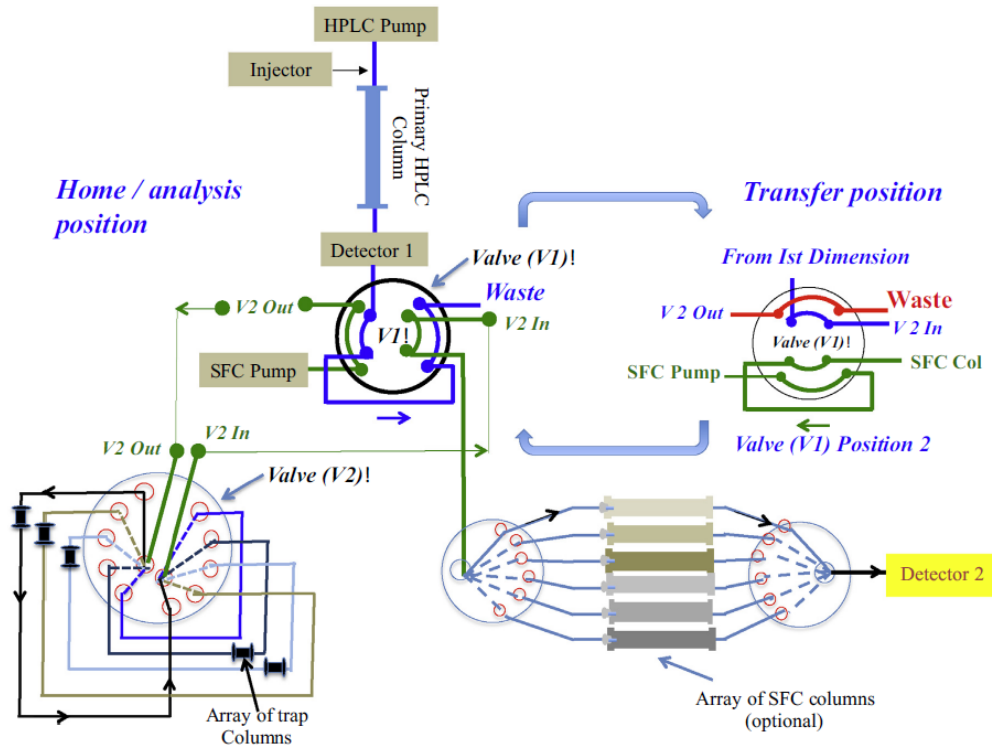 HPLC Pump
Injector
Primary HPLC
Column
Home / analysis
position
Transfer position
Detector 1
Valve (V1)!
From Ist Dimension
V2 Out
Waste
V1!
V2 In
SFC Pump
Waste
V 2 Out
V 2 In
Valve (V1)!
SFC Pump
SFC Col
Valve (V1) Position 2
V2 Out
V2 In
Valve (V2)!
Detector 2
Array of trap
Columns
Array of SFC columns
(optional)